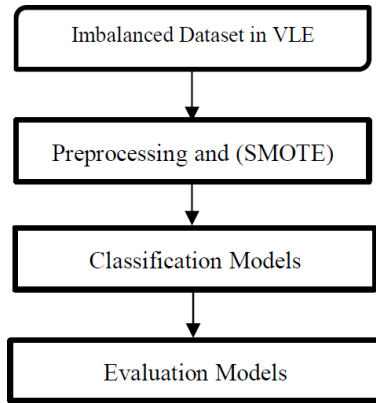 Imbalanced Dataset in VLE
Preprocessing and (SMOTE)
Classification Models
Evaluation Models